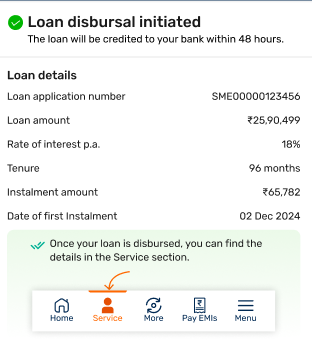 Loan disbursal initiated
The loan will be credited to your bank within 48 hours.
Loan details
Loan application number SME00000123456
Loan amount ₹25,90,499
Rate of interest p.a. 18%
Tenure 96 months
Instalment amount ₹65,782
Date of first Instalment 02 Dec 2024
Once your loan is disbursed, you can find the
details in the Service section.
Home Service More Pay EMIs Menu